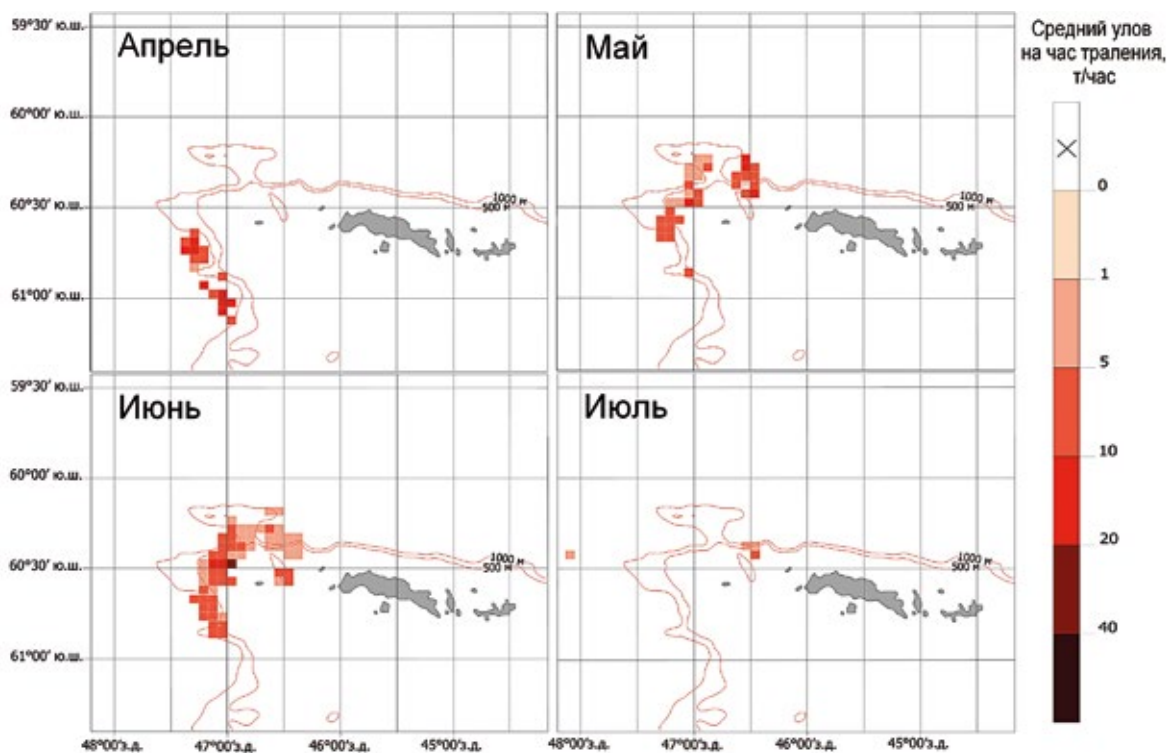 Апрель
Май
Июнь
Июль
Средний улов
на час траления,
т/час
0
1
5
10
20
40
59°30' ю.ш.
60°00' ю.ш.
60°30' ю.ш.
61°00' ю.ш.
59°30' ю.ш.
60°00' ю.ш.
60°30' ю.ш.
61°00' ю.ш.
1000 м
500 м
1000 м
500 м
1000 м
500 м
1000 м
500 м
48°00'з.д.
47°00'з.д.
46°00'з.д.
45°00'з.д.
48°00'з.д.
47°00'з.д.
46°00'з.д.
45°00'з.д.